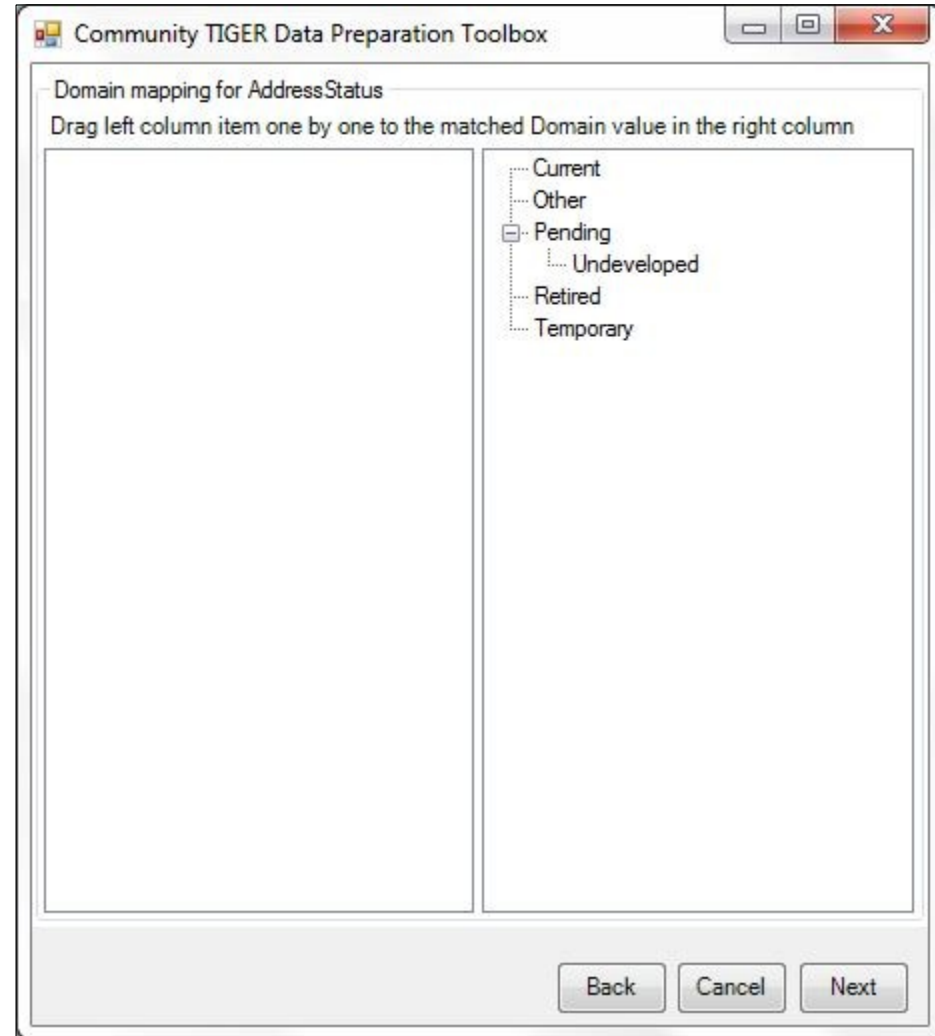 Community TIGER Data Preparation Toolbox
Domain mapping for AddressStatus
Drag left column item one by one to the matched Domain value in the right column
Current
Other
Pending
Undeveloped
Retired
Temporary
Back Cancel Next